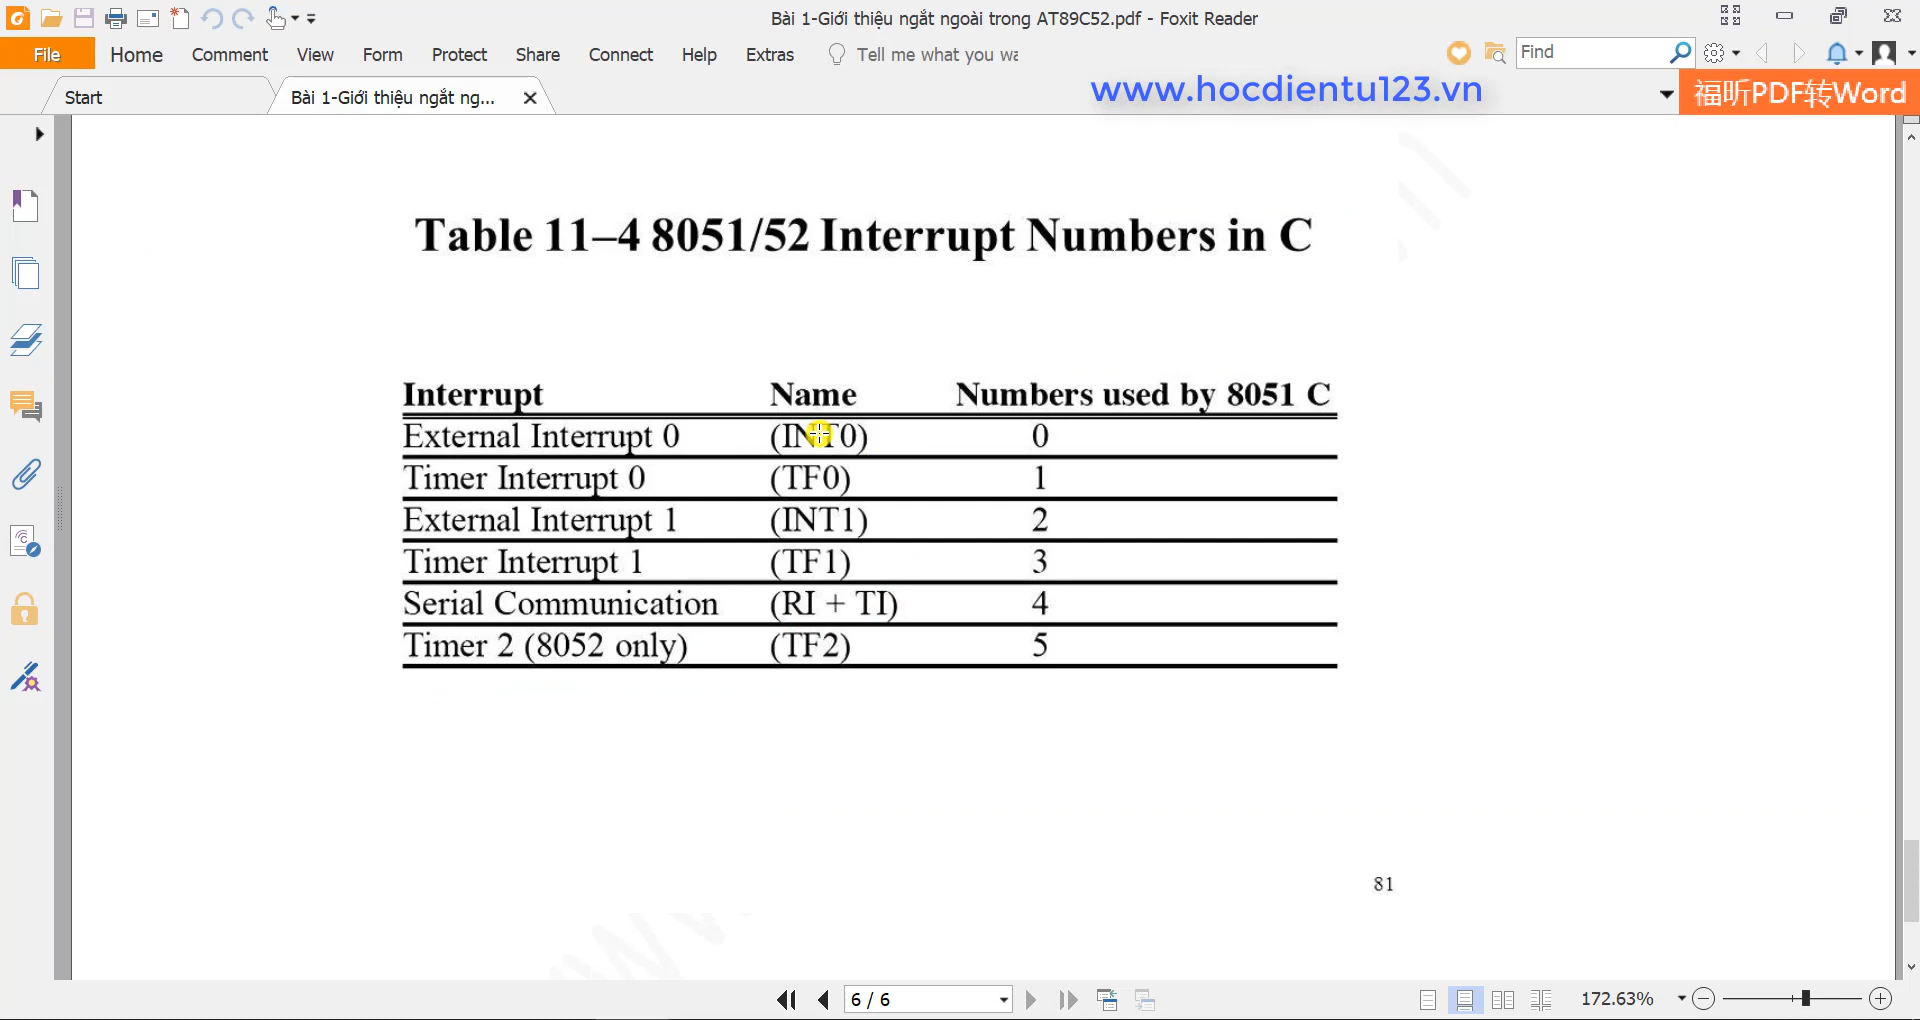 Bài 1-Giới thiệu ngắt ngoài trong AT89C52.pdf - Foxit Reader
File Home Comment View Form Protect Share Connect Help Extras Tell me what you wa Find
Start Bài 1-Giới thiệu ngắt ng... www.hocdientu123.vn 福昕PDF转Word
Table 11–4 8051/52 Interrupt Numbers in C
Interrupt Name Numbers used by 8051 C
External Interrupt 0 (INT0) 0
Timer Interrupt 0 (TF0) 1
External Interrupt 1 (INT1) 2
Timer Interrupt 1 (TF1) 3
Serial Communication (RI + TI) 4
Timer 2 (8052 only) (TF2) 5
81
6 / 6 172.63%